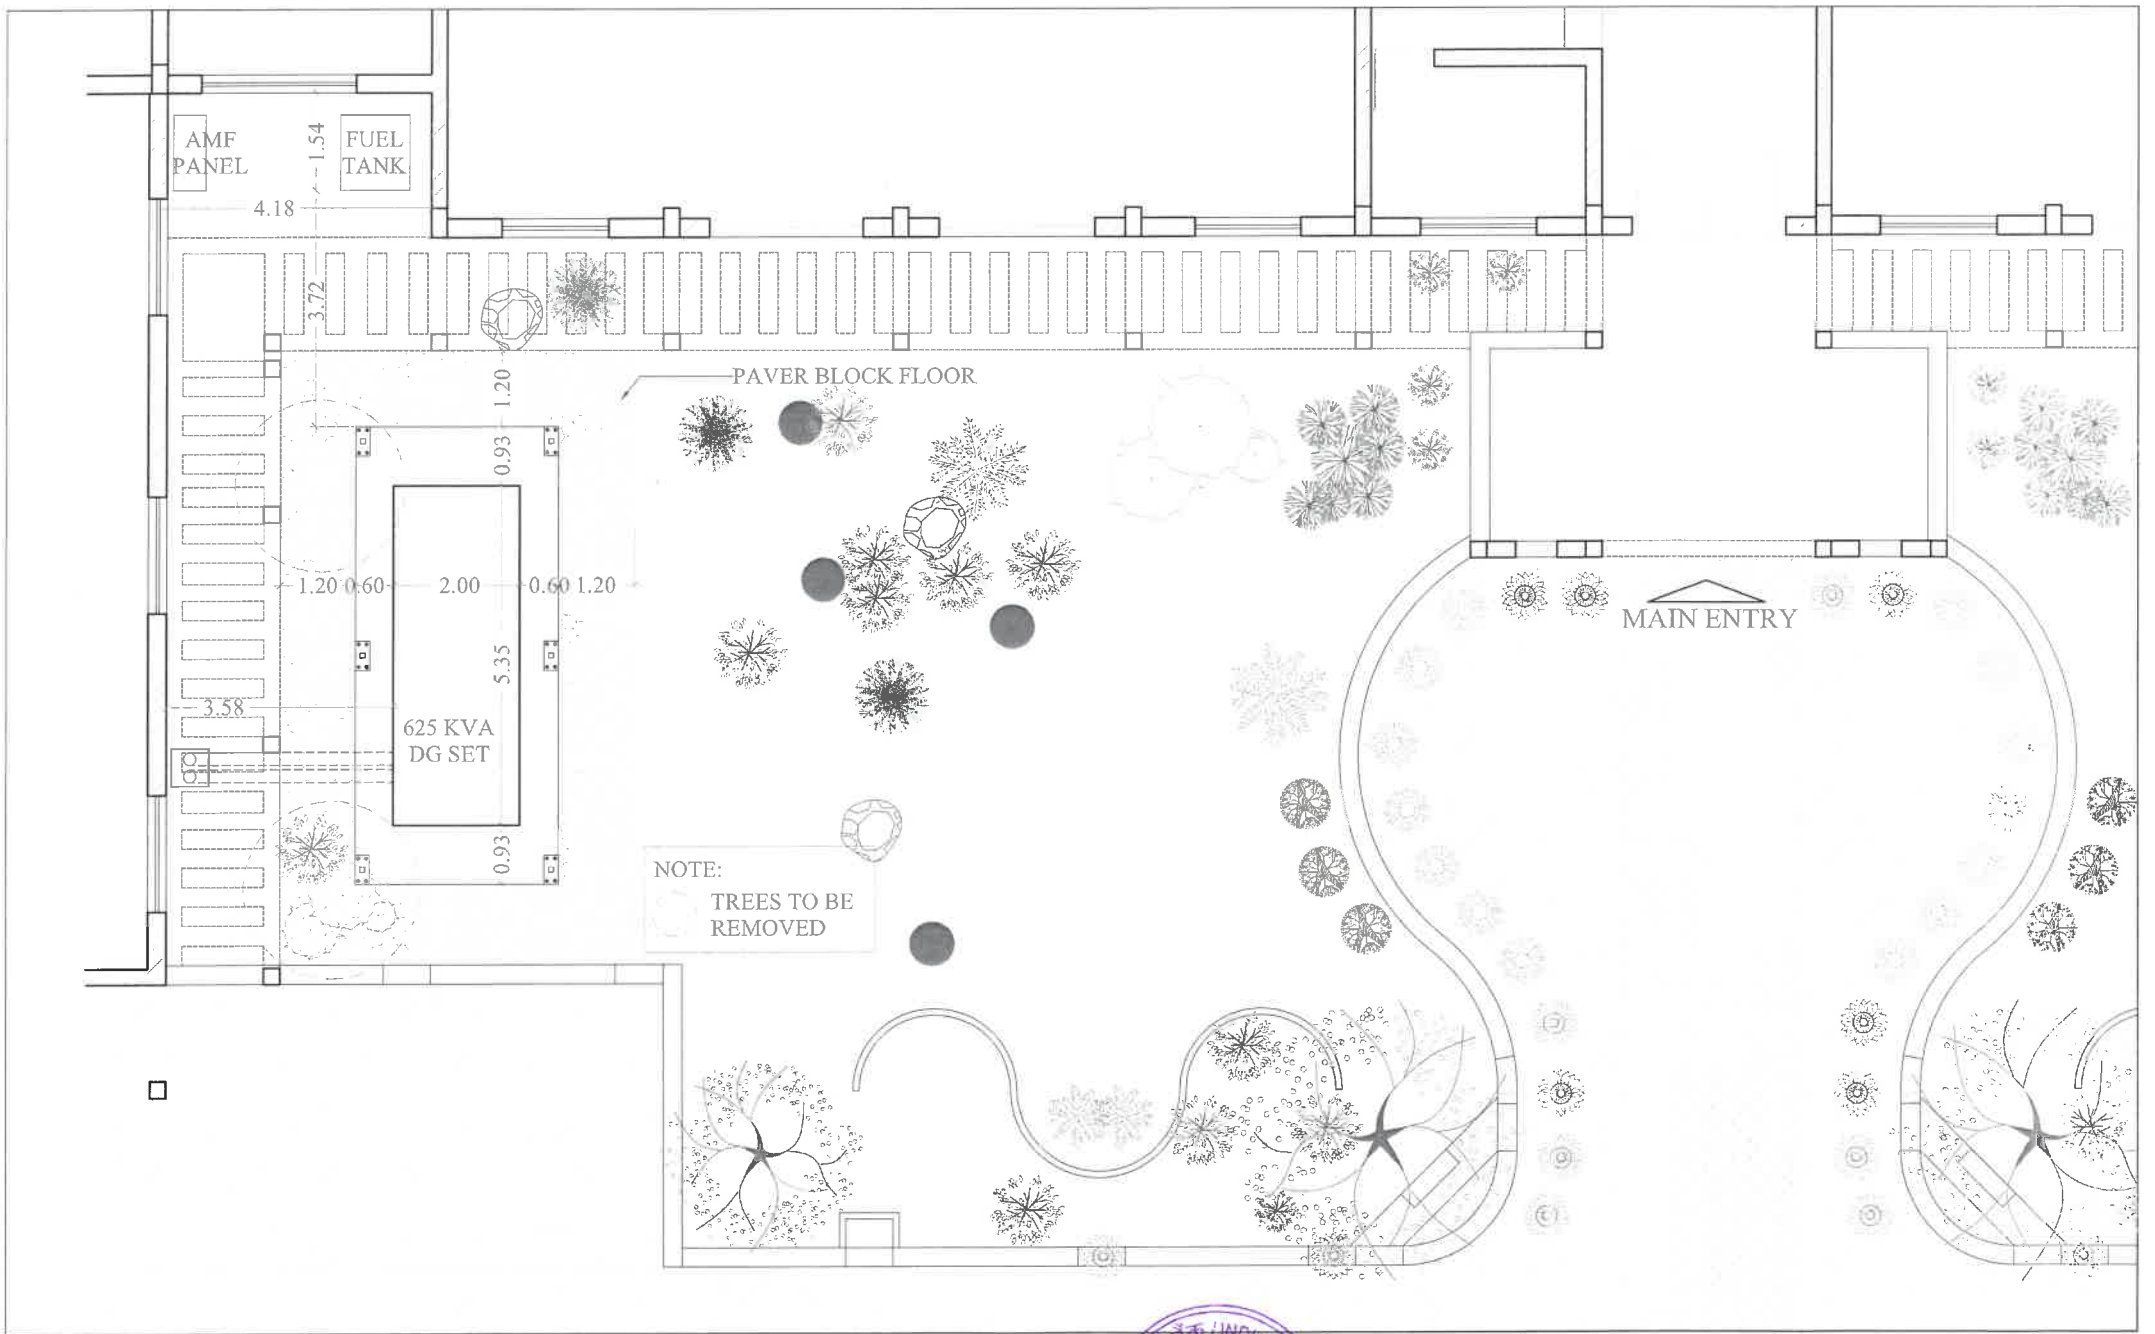 AMF
PANEL
FUEL
TANK
1.54
4.18
3.72
PAVER BLOCK FLOOR
1.20
0.93
1.20
0.60
2.00
0.60
1.20
MAIN ENTRY
5.35
3.58
625 KVA
DG SET
0.93
NOTE:
TREES TO BE
REMOVED